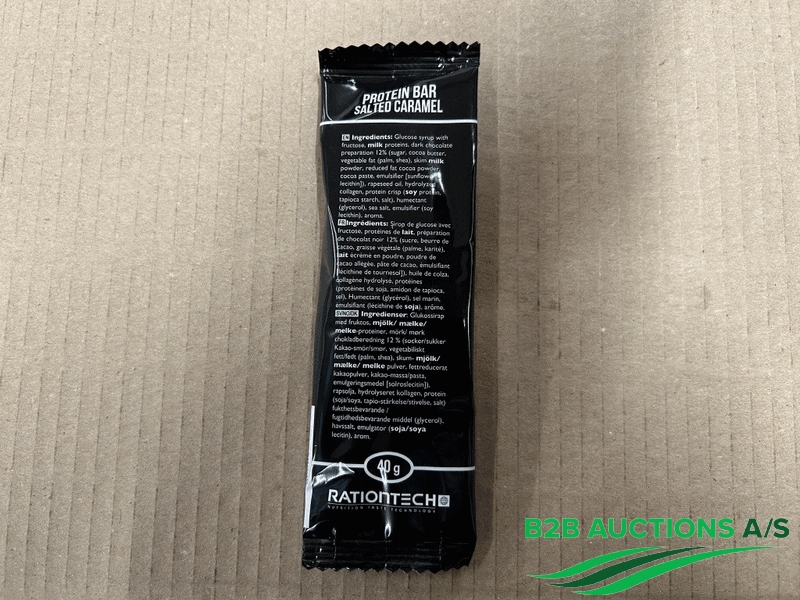 PROTEIN BAR
SALTED CARAMEL
EN Ingredients: Glucose syrup with
fructose, milk proteins, dark chocolate
preparation 12% (sugar, cocoa butter,
vegetable fat (palm, shea), skim milk
powder, reduced fat cocoa powder,
cocoa paste, emulsifier [sunflower
lecithin]), rapeseed oil, hydrolyzed
collagen, protein crisp (soy protein,
tapioca starch, salt), humectant
(glycerol), sea salt, emulsifier (soy
lecithin), aroma.
FR Ingrédients: Sirop de glucose avec
fructose, protéines de lait, préparation
de chocolat noir 12% (sucre, beurre de
cacao, graisse végétale (palme, karité),
lait écrémé en poudre, poudre de
cacao allégée, pâte de cacao, émulsifiant
[lécithine de tournesol]), huile de colza,
collagène hydrolysé, protéines
(protéines de soja, amidon de tapioca,
sel), Humectant (glycérol), sel marin,
émulsifiant (lécithine de soja), arôme.
SV/NO/DK Ingredienser: Glukossirap
med fruktos, mjölk/ mælke/
melke-proteiner, mörk/ mørk
chokladberedning 12 % (socker/sukker
Kakao-smör/smør, vegetabiliskt
fett/fedt (palm, shea), skum- mjölk/
mælke/ melke pulver, fettreducerat
kakaopulver, kakao-massa/pasta,
emulgeringsmedel [solroslecitin]),
rapsolja, hydrolyseret kollagen, protein
(soja/soya, tapio-stärkelse/stivelse, salt)
fukthetsbevarande /
fugtighedsbevarande middel (glycerol),
havssalt, emulgator (soja/soya
lecitin), arom.
40 g
RATIONTECH
NUTRITION TASTE TECHNOLOGY
B2B AUCTIONS A/S